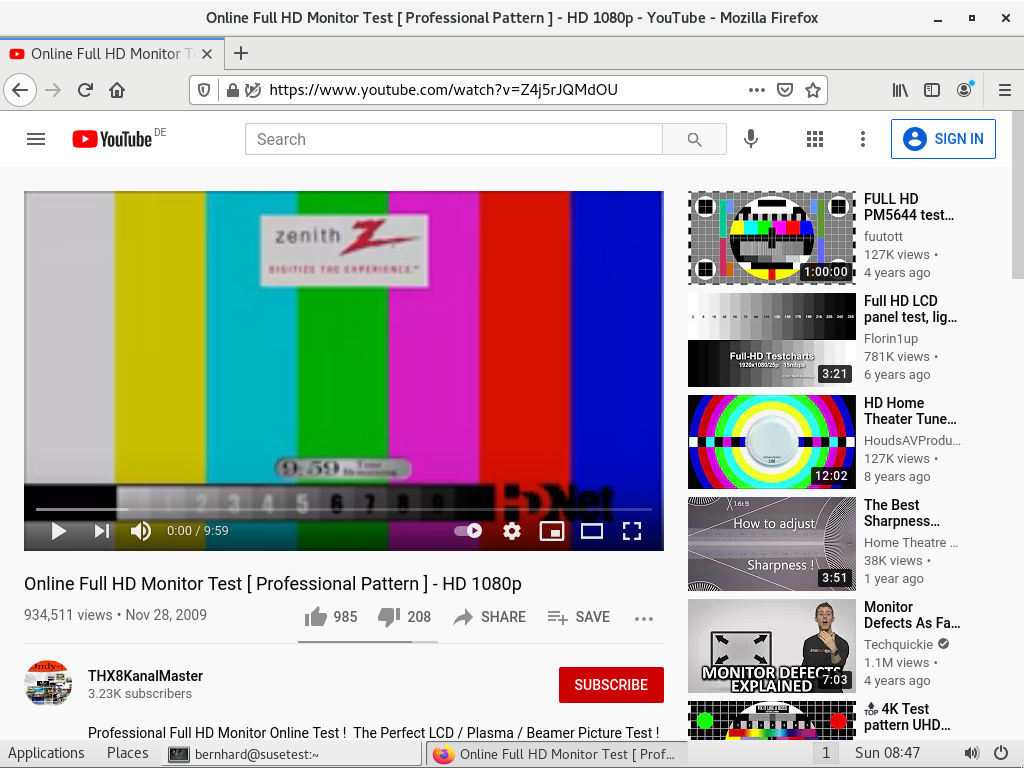 Online Full HD Monitor Test [ Professional Pattern ] - HD 1080p - YouTube - Mozilla Firefox
Online Full HD Monitor T
https://www.youtube.com/watch?v=Z4j5rJQMdOU
YouTube DE
Search
SIGN IN
zenith
DIGITIZE THE EXPERIENCE.™
9:59 Time Remaining
1 2 3 4 5 6 7 8 9
HDNet
0:00 / 9:59
Online Full HD Monitor Test [ Professional Pattern ] - HD 1080p
934,511 views • Nov 28, 2009
985
208
SHARE
SAVE
THX8KanalMaster
3.23K subscribers
SUBSCRIBE
Professional Full HD Monitor Online Test ! The Perfect LCD / Plasma / Beamer Picture Test !
1:00:00
FULL HD
PM5644 test...
fuutott
127K views •
4 years ago
Full-HD Testcharts
1920x1080/25p 15mbps
3:21
Full HD LCD
panel test, lig...
Florin1up
781K views •
6 years ago
12:02
HD Home
Theater Tune...
HoudsAVProdu...
127K views •
8 years ago
16:9
How to adjust
Sharpness !
3:51
The Best
Sharpness...
Home Theatre ...
38K views •
1 year ago
MONITOR DEFECTS
EXPLAINED
7:03
Monitor
Defects As Fa...
Techquickie
1.1M views •
4 years ago
TOP 4K Test
pattern UHD...
Applications
Places
bernhard@susetest:~
Online Full HD Monitor Test [ Prof...
1
Sun 08:47